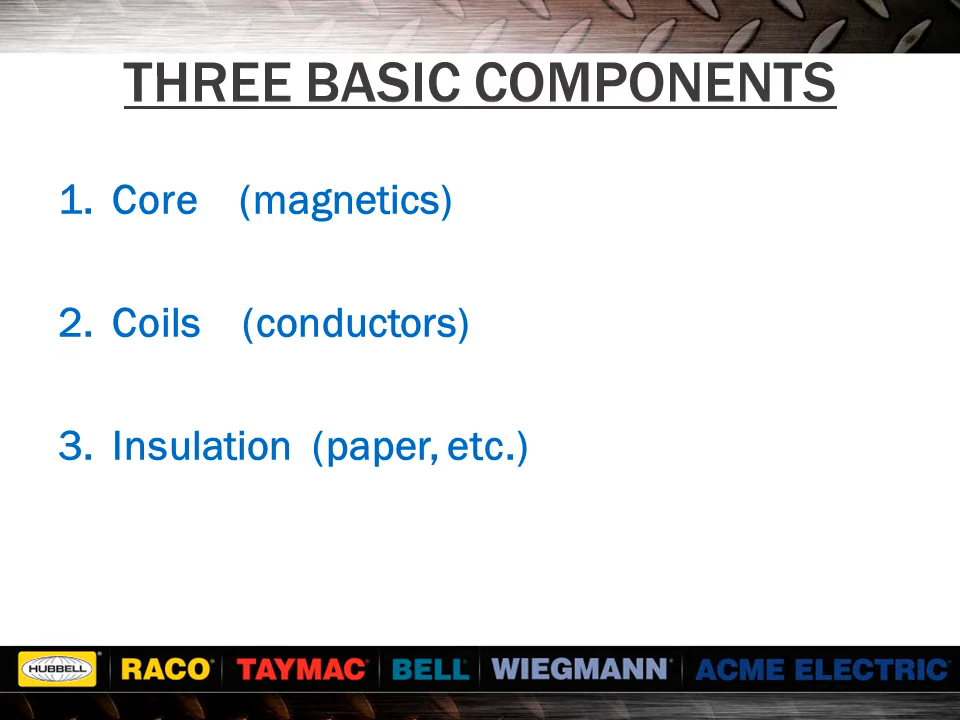 THREE BASIC COMPONENTS
1. Core (magnetics)
2. Coils (conductors)
3. Insulation (paper, etc.)
HUBBELL® RACO® TAYMAC® BELL® WIEGMANN® ACME ELECTRIC®